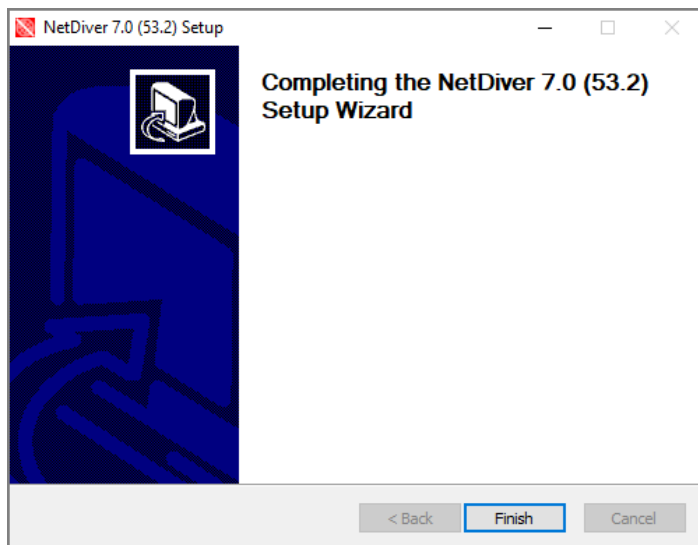 NetDiver 7.0 (53.2) Setup
Completing the NetDiver 7.0 (53.2)
Setup Wizard
< Back
Finish
Cancel